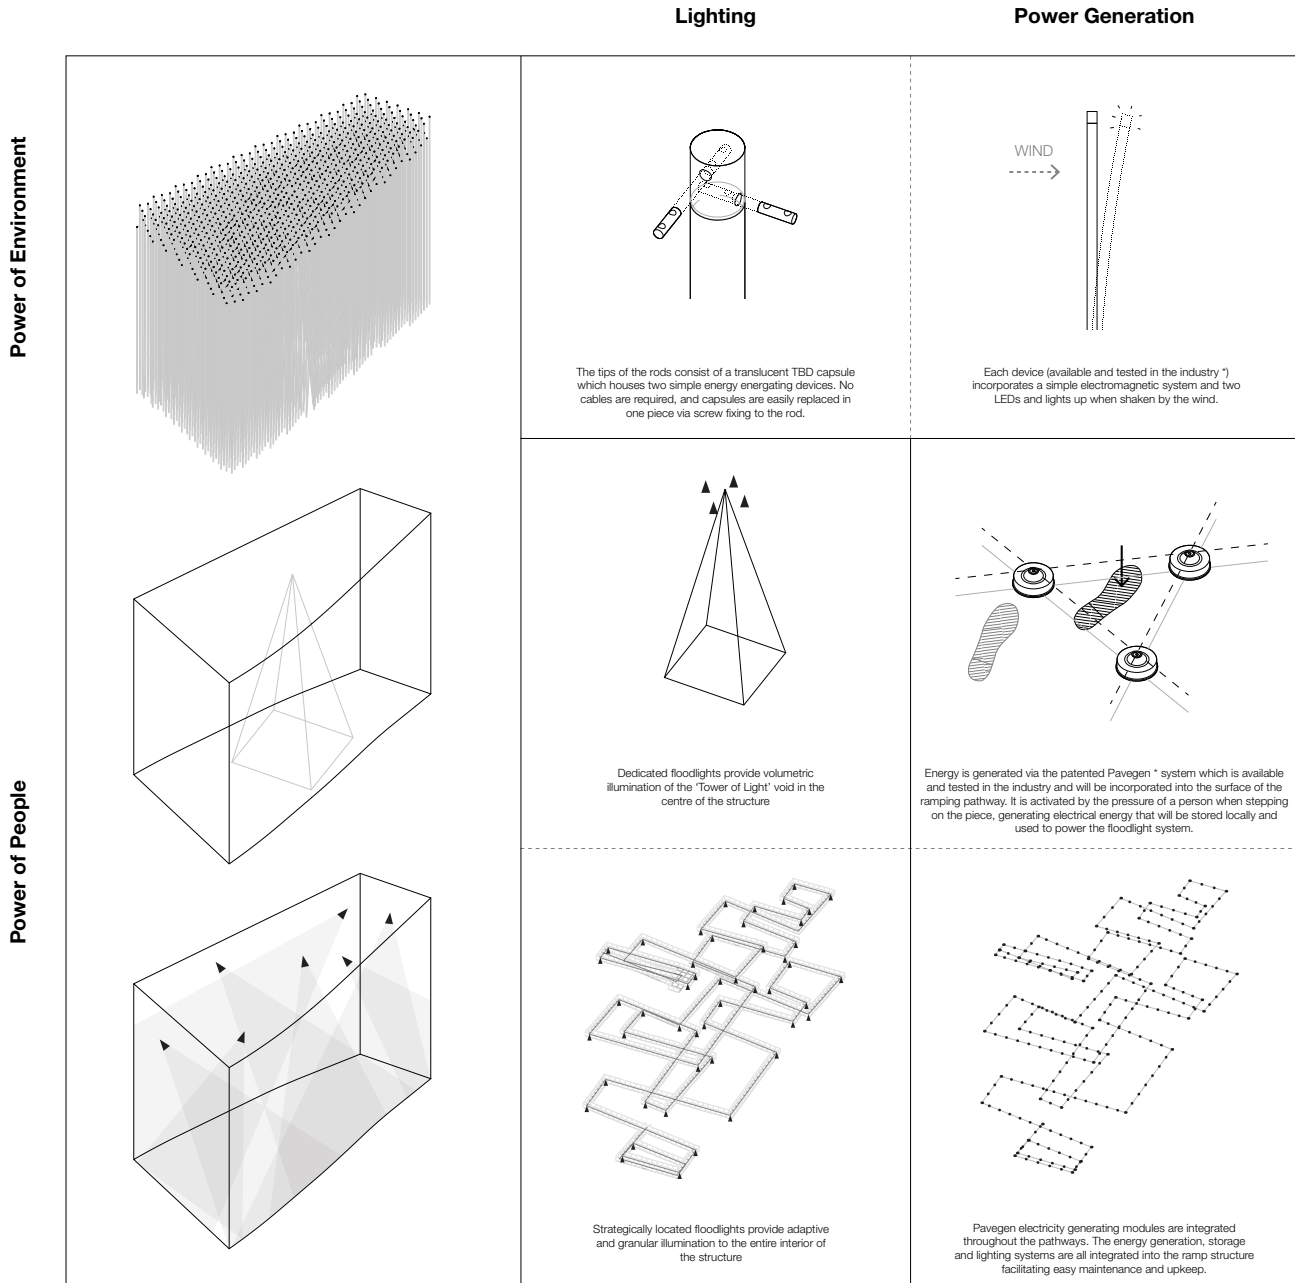 Lighting
Power Generation
Power of Environment
WIND
The tips of the rods consist of a translucent TBD capsule
which houses two simple energy energating devices. No
cables are required, and capsules are easily replaced in
one piece via screw fixing to the rod.
Each device (available and tested in the industry *)
incorporates a simple electromagnetic system and two
LEDs and lights up when shaken by the wind.
Power of People
Dedicated floodlights provide volumetric
illumination of the 'Tower of Light' void in the
centre of the structure
Energy is generated via the patented Pavegen * system which is available
and tested in the industry and will be incorporated into the surface of the
ramping pathway. It is activated by the pressure of a person when stepping
on the piece, generating electrical energy that will be stored locally and
used to power the floodlight system.
Strategically located floodlights provide adaptive
and granular illumination to the entire interior of
the structure
Pavegen electricity generating modules are integrated
throughout the pathways. The energy generation, storage
and lighting systems are all integrated into the ramp structure
facilitating easy maintenance and upkeep.